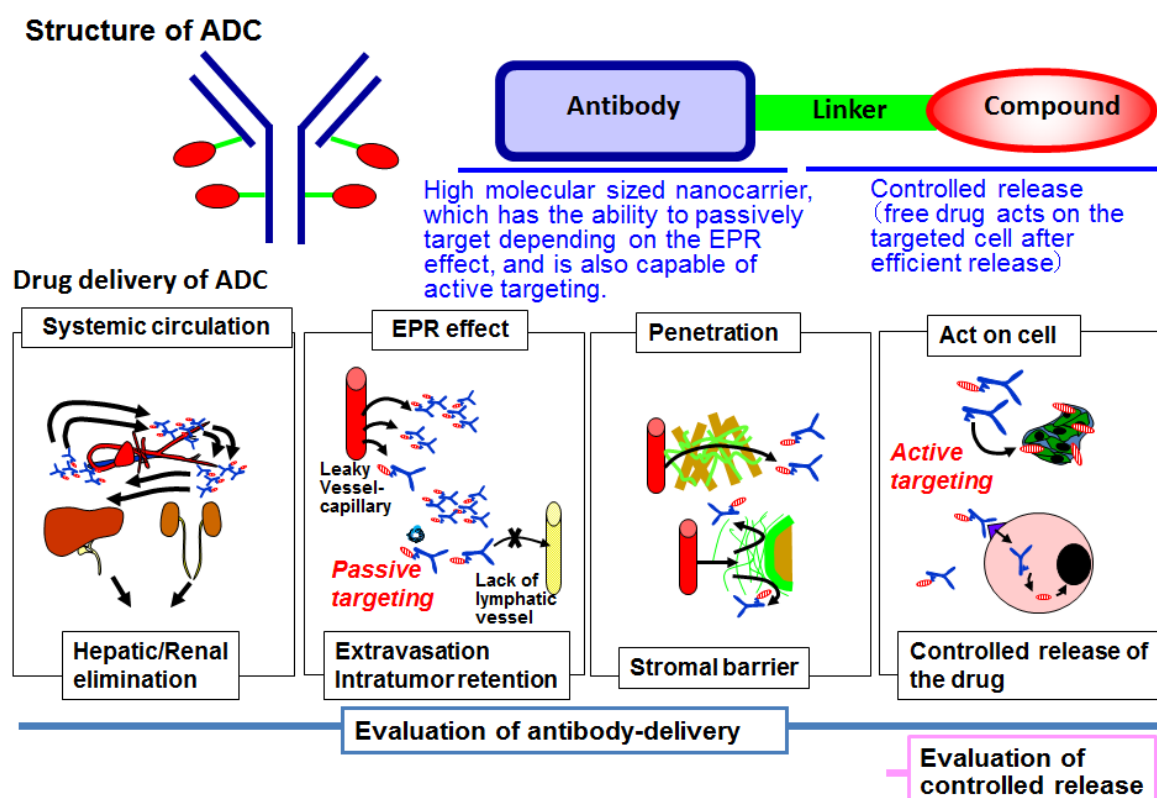 Structure of ADC
Antibody
Linker
Compound
High molecular sized nanocarrier,
which has the ability to passively
target depending on the EPR
effect, and is also capable of
active targeting.
Controlled release
（free drug acts on the
targeted cell after
efficient release）
Drug delivery of ADC
Systemic circulation
Hepatic/Renal
elimination
EPR effect
Leaky
Vessel-
capillary
Passive
targeting
Lack of
lymphatic
vessel
Extravasation
Intratumor retention
Penetration
Stromal barrier
Act on cell
Active
targeting
Controlled release of
the drug
Evaluation of antibody-delivery
Evaluation of
controlled release